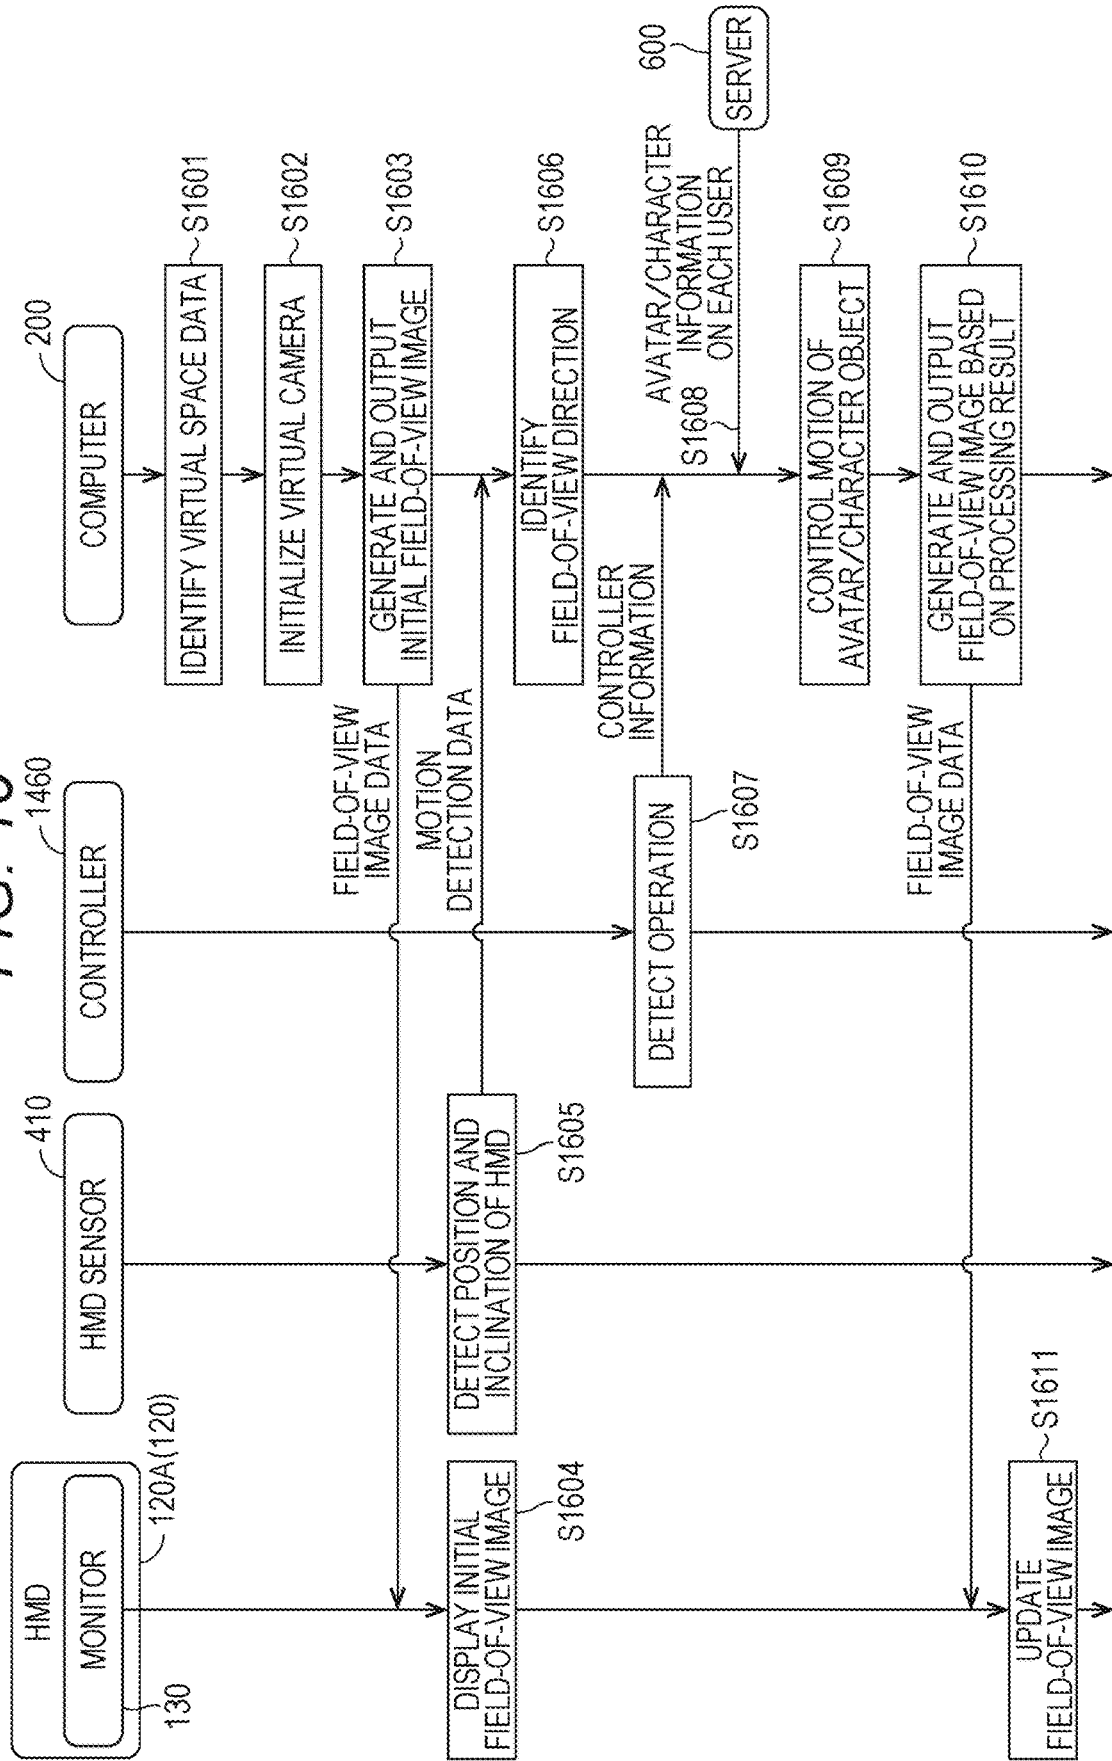 FIG.
HMD
MONITOR
130
120A(120)
HMD SENSOR
410
CONTROLLER
1460
COMPUTER
200
IDENTIFY VIRTUAL SPACE DATA
S1601
INITIALIZE VIRTUAL CAMERA
S1602
GENERATE AND OUTPUT
INITIAL FIELD-OF-VIEW IMAGE
S1603
FIELD-OF-VIEW
IMAGE DATA
DISPLAY INITIAL
FIELD-OF-VIEW IMAGE
S1604
DETECT POSITION AND
INCLINATION OF HMD
S1605
MOTION
DETECTION DATA
IDENTIFY
FIELD-OF-VIEW DIRECTION
S1606
DETECT OPERATION
S1607
CONTROLLER
INFORMATION
AVATAR/CHARACTER
INFORMATION
ON EACH USER
S1608
600
SERVER
CONTROL MOTION OF
AVATAR/CHARACTER OBJECT
S1609
GENERATE AND OUTPUT
FIELD-OF-VIEW IMAGE BASED
ON PROCESSING RESULT
S1610
FIELD-OF-VIEW
IMAGE DATA
UPDATE
FIELD-OF-VIEW IMAGE
S1611